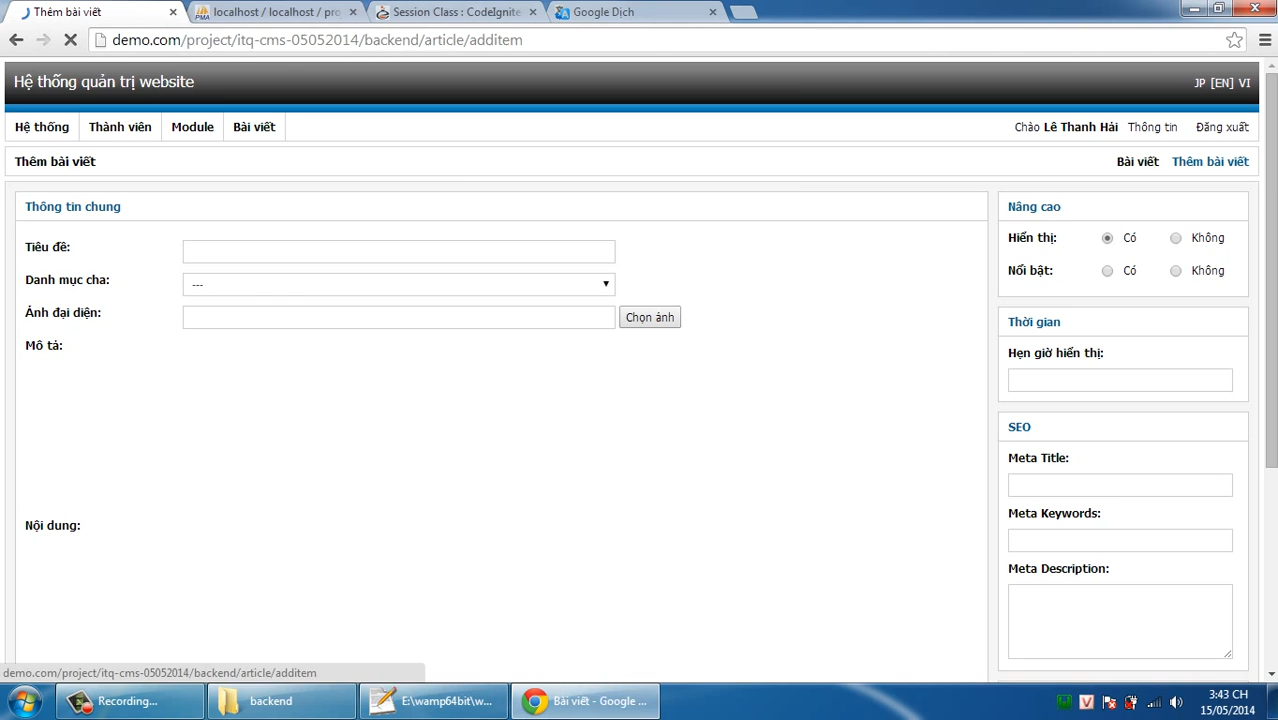 Thêm bài viết
localhost / localhost / pro
Session Class : CodeIgnite
Google Dịch
demo.com/project/itq-cms-05052014/backend/article/additem
Hệ thống quản trị website
JP [EN] VI
Hệ thống Thành viên Module Bài viết
Chào Lê Thanh Hải Thông tin Đăng xuất
Thêm bài viết
Bài viết Thêm bài viết
Thông tin chung
Tiêu đề:
Danh mục cha:
---
Ảnh đại diện:
Chọn ảnh
Mô tả:
Nội dung:
Nâng cao
Hiển thị: Có Không
Nổi bật: Có Không
Thời gian
Hẹn giờ hiển thị:
SEO
Meta Title:
Meta Keywords:
Meta Description:
demo.com/project/itq-cms-05052014/backend/article/additem
Recording...
backend
E:\wamp64bit\w...
Bài viết - Google ...
3:43 CH
15/05/2014